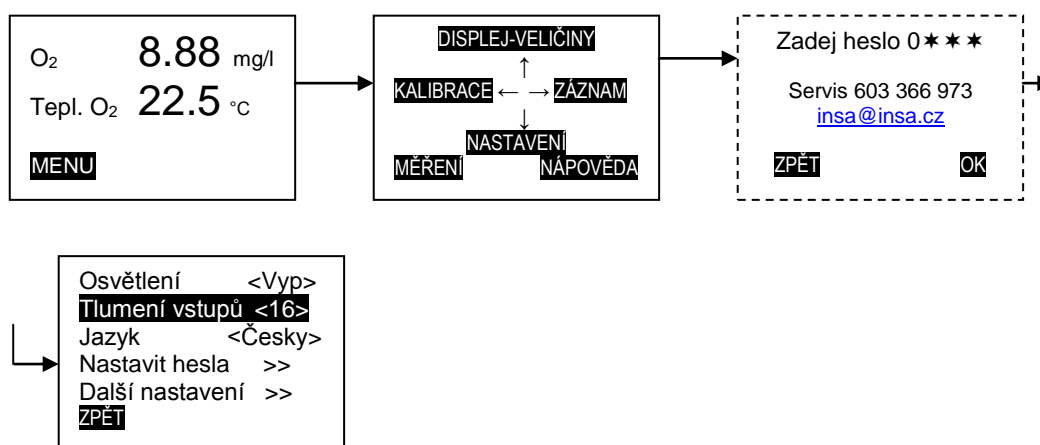 O₂ 8.88 mg/l
Tepl. O₂ 22.5 °C
MENU
DISPLEJ-VELIČINY
↑
KALIBRACE ← → ZÁZNAM
↓
NASTAVENÍ
MĚŘENÍ NÁPOVĚDA
Zadej heslo 0✶✶✶
Servis 603 366 973
insa@insa.cz
ZPĚT OK
Osvětlení <Vyp>
Tlumení vstupů <16>
Jazyk <Česky>
Nastavit hesla >>
Další nastavení >>
ZPĚT